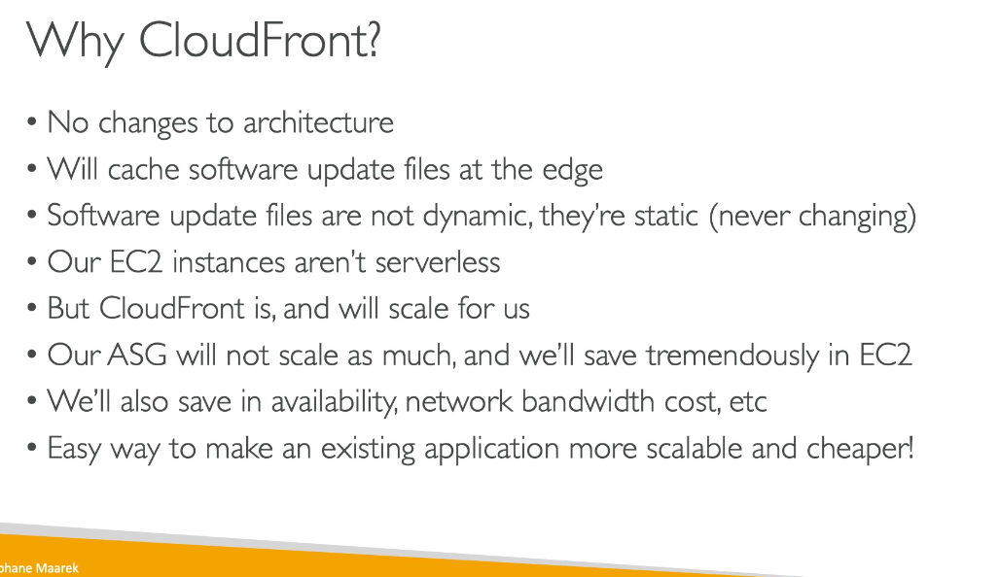 Why CloudFront?
• No changes to architecture
• Will cache software update files at the edge
• Software update files are not dynamic, they're static (never changing)
• Our EC2 instances aren't serverless
• But CloudFront is, and will scale for us
• Our ASG will not scale as much, and we'll save tremendously in EC2
• We'll also save in availability, network bandwidth cost, etc
• Easy way to make an existing application more scalable and cheaper!
phane Maarek